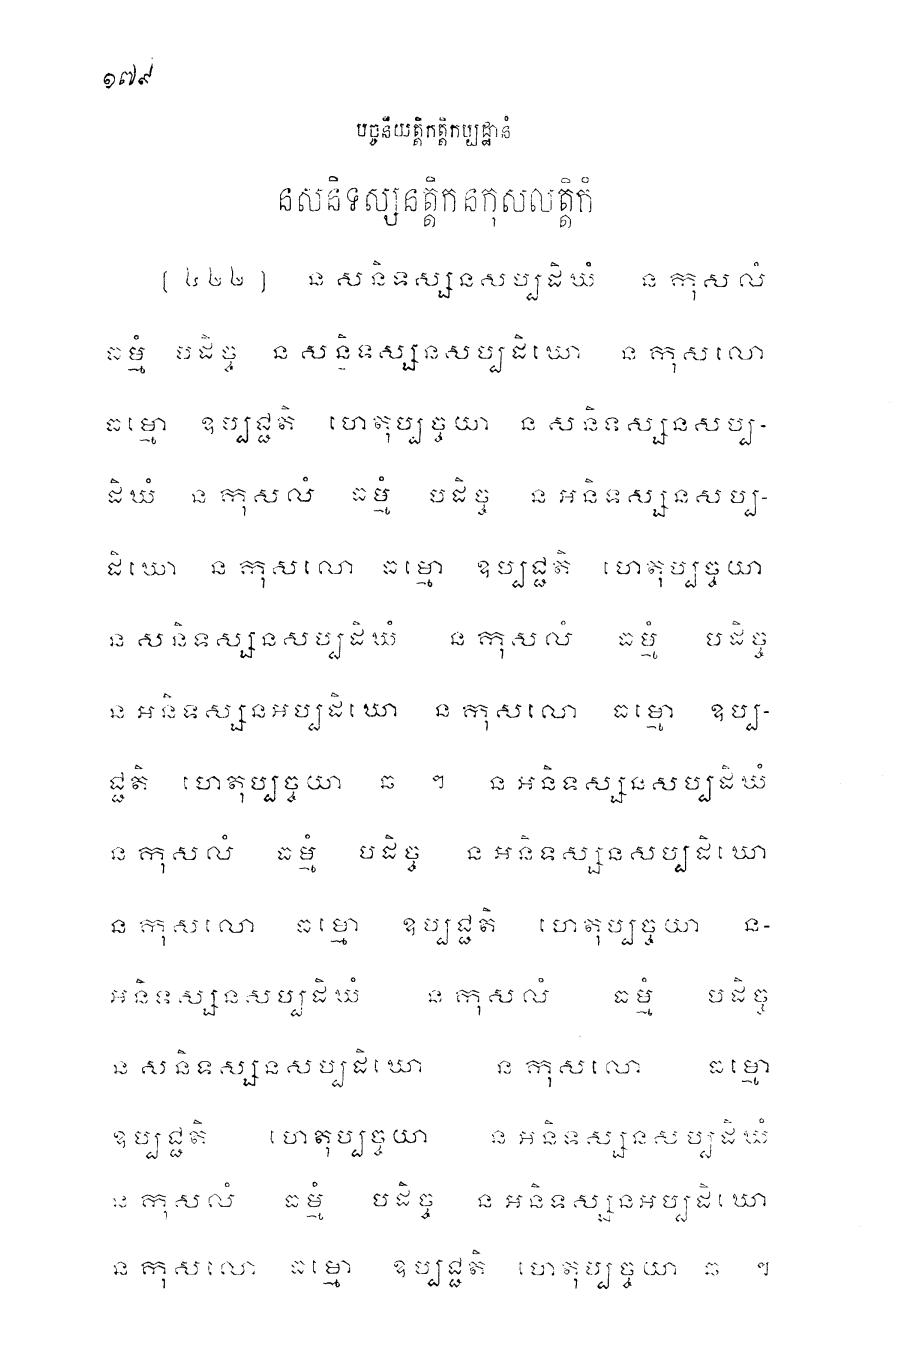 ១៧៩
បច្ចនីយត្តិកត្តិកប្បដ្ឋានំ
នសនិទស្សនត្តិកនកុសលត្តិកំ
[ ៤២២ ] ន សនិទស្សនសប្បដិឃំ ន កុសលំ
ធម្មំ បដិច្ច ន សនិទស្សនសប្បដិឃោ ន កុសលោ
ធម្មោ ឧប្បជ្ជតិ ហេតុប្បច្ចយា ន សនិទស្សនសប្ប-
ដិឃំ ន កុសលំ ធម្មំ បដិច្ច ន អនិទស្សនសប្ប-
ដិឃោ ន កុសលោ ធម្មោ ឧប្បជ្ជតិ ហេតុប្បច្ចយា
ន សនិទស្សនសប្បដិឃំ ន កុសលំ ធម្មំ បដិច្ច
ន អនិទស្សនអប្បដិឃោ ន កុសលោ ធម្មោ ឧប្ប-
ជ្ជតិ ហេតុប្បច្ចយា ធ ៗ ន អនិទស្សនសប្បដិឃំ
ន កុសលំ ធម្មំ បដិច្ច ន អនិទស្សនសប្បដិឃោ
ន កុសលោ ធម្មោ ឧប្បជ្ជតិ ហេតុប្បច្ចយា ន-
អនិទស្សនសប្បដិឃំ ន កុសលំ ធម្មំ បដិច្ច
ន សនិទស្សនសប្បដិឃោ ន កុសលោ ធម្មោ
ឧប្បជ្ជតិ ហេតុប្បច្ចយា ន អនិទស្សនសប្បដិឃំ
ន កុសលំ ធម្មំ បដិច្ច ន អនិទស្សនអប្បដិឃោ
ន កុសលោ ធម្មោ ឧប្បជ្ជតិ ហេតុប្បច្ចយា ធ ៗ